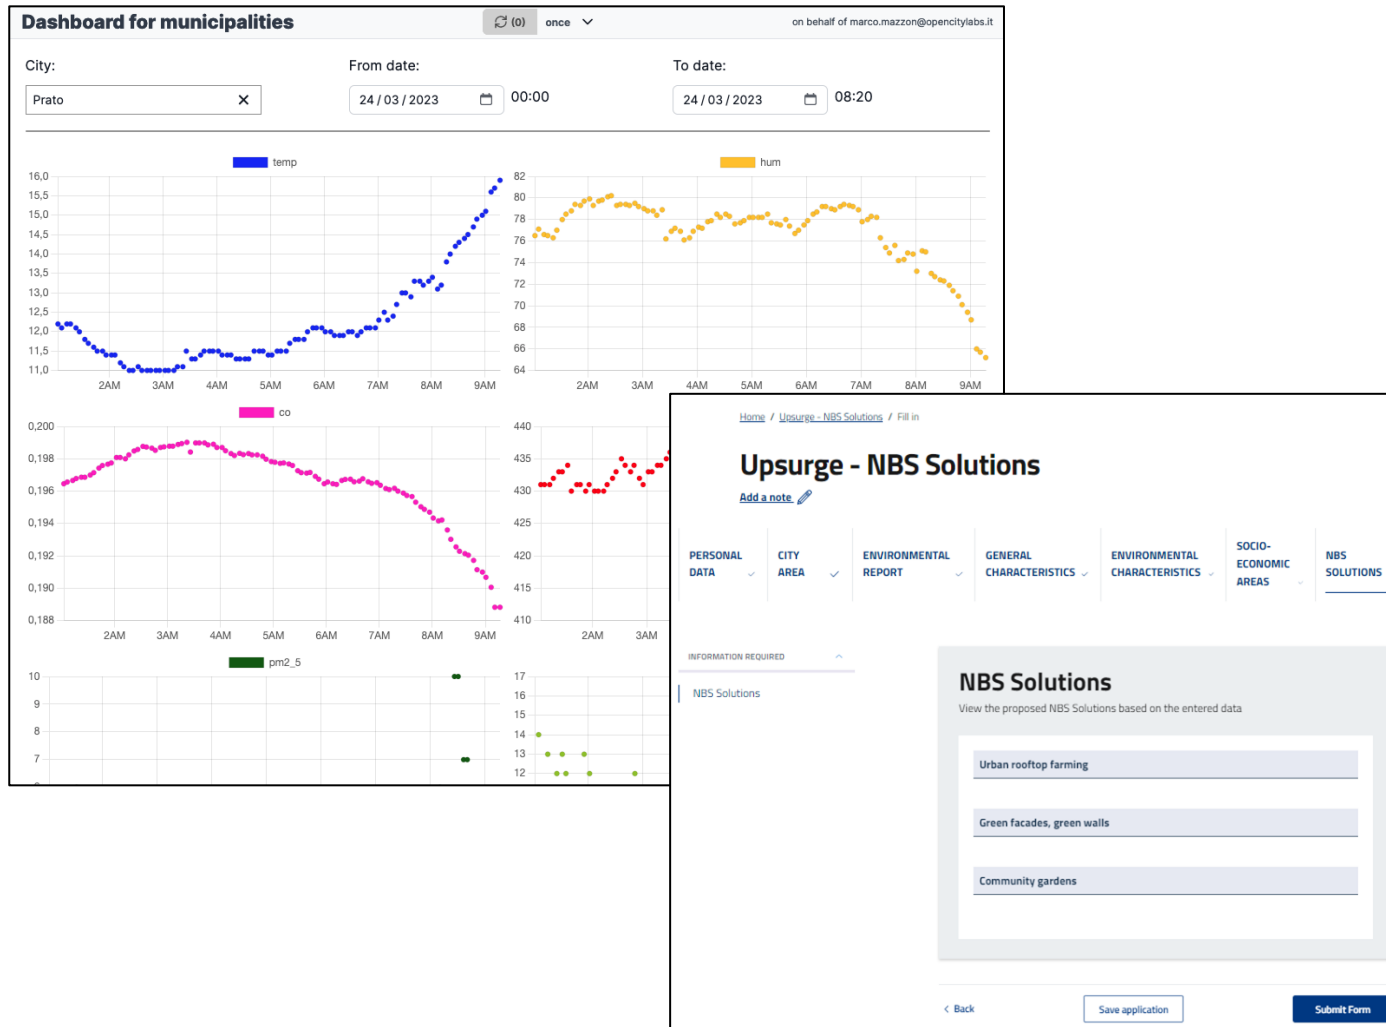 Dashboard for municipalities
(0) once
on behalf of marco.mazzon@opencitylabs.it
City: From date: To date:
Prato 24 / 03 / 2023 00:00 24 / 03 / 2023 08:20
temp
16,0
15,5
15,0
14,0
13,5
13,0
12,5
12,0
11,5
11,0
2AM 3AM 4AM 5AM 6AM 7AM 8AM 9AM
hum
82
80
78
76
74
72
70
68
66
64
2AM 3AM 4AM 5AM 6AM 7AM 8AM 9AM
co
0,200
0,198
0,196
0,194
0,192
0,190
0,188
2AM 3AM 4AM 5AM 6AM 7AM 8AM 9AM
440
435
430
425
420
415
410
2AM 3AM
pm2_5
10
9
8
7
17
16
15
14
13
12
Home / Upsurge - NBS Solutions / Fill in
Upsurge - NBS Solutions
Add a note
PERSONAL DATA
CITY AREA
ENVIRONMENTAL REPORT
GENERAL CHARACTERISTICS
ENVIRONMENTAL CHARACTERISTICS
SOCIO-ECONOMIC AREAS
NBS SOLUTIONS
INFORMATION REQUIRED
NBS Solutions
NBS Solutions
View the proposed NBS Solutions based on the entered data
Urban rooftop farming
Green facades, green walls
Community gardens
Back
Save application
Submit Form